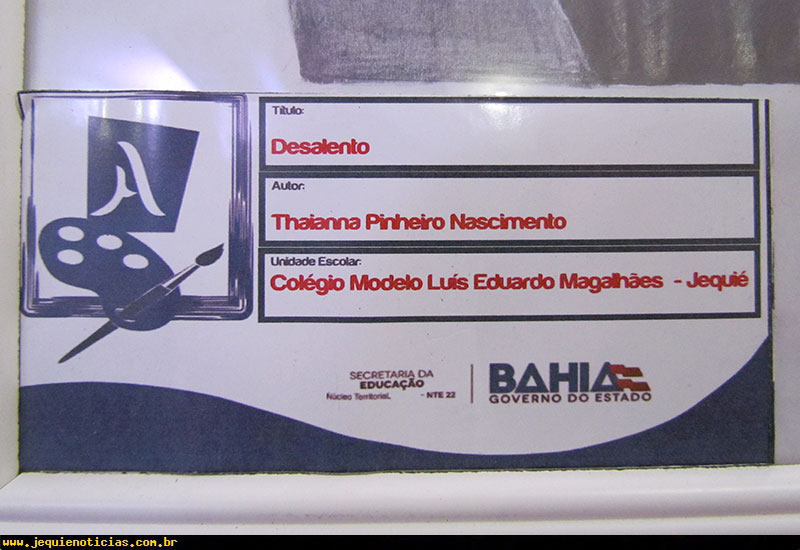 Título:
Desalento
Autor:
Thaianna Pinheiro Nascimento
Unidade Escolar:
Colégio Modelo Luís Eduardo Magalhães - Jequié
SECRETARIA DA
EDUCAÇÃO
Núcleo Territorial - NTE 22
BAHIA
GOVERNO DO ESTADO
www.jequienoticias.com.br